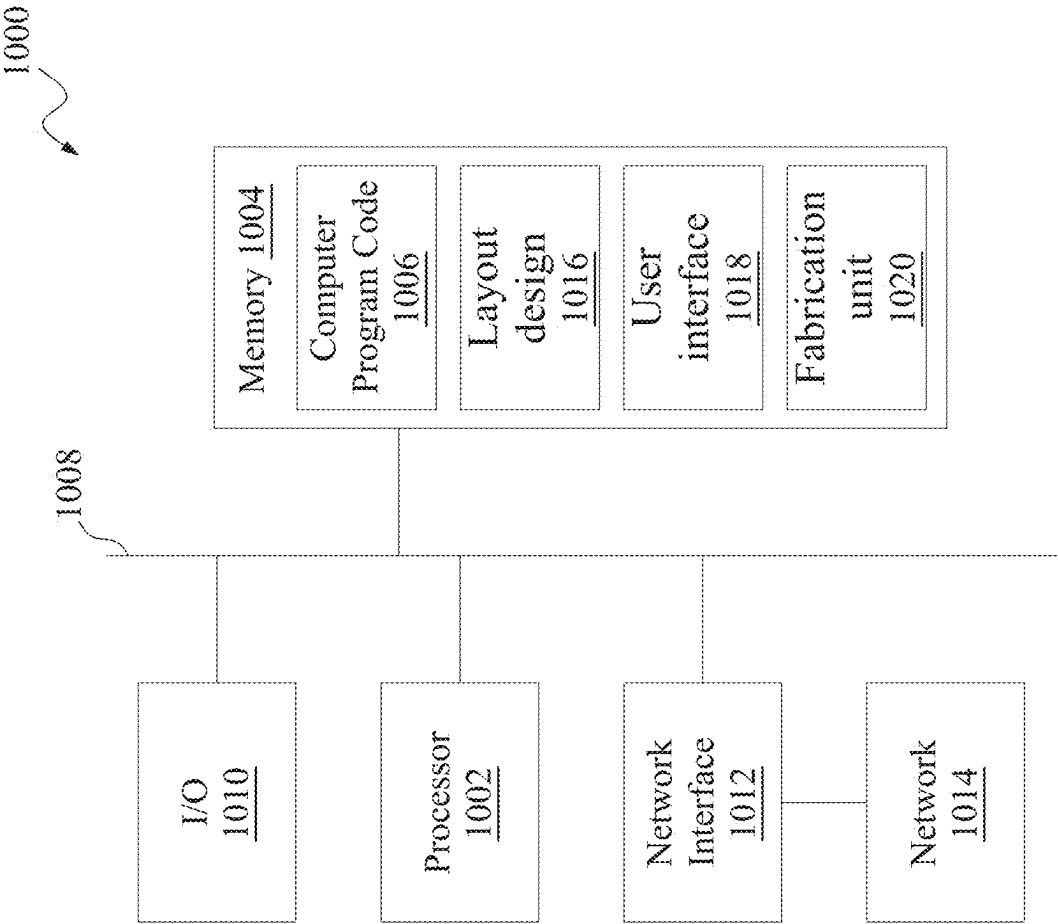 1000
1008
Memory 1004
Computer
Program Code
1006
Layout
design
1016
User
interface
1018
Fabrication
unit
1020
I/O
1010
Processor
1002
Network
Interface
1012
Network
1014